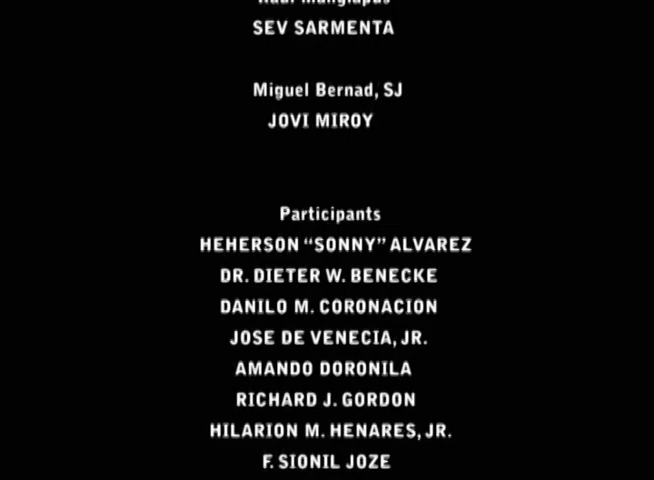 SEV SARMENTA
Miguel Bernad, SJ
JOVI MIROY
Participants
HEHERSON “SONNY” ALVAREZ
DR. DIETER W. BENECKE
DANILO M. CORONACION
JOSE DE VENECIA, JR.
AMANDO DORONILA
RICHARD J. GORDON
HILARION M. HENARES, JR.
F. SIONIL JOZE